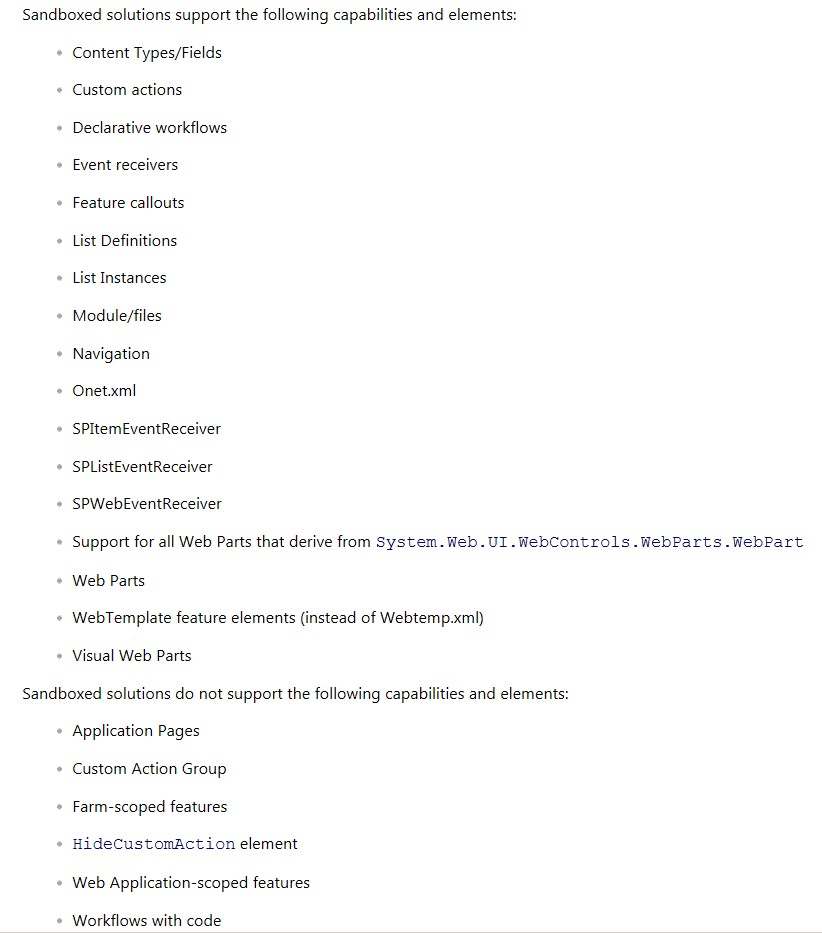 Sandboxed solutions support the following capabilities and elements:
Content Types/Fields
Custom actions
Declarative workflows
Event receivers
Feature callouts
List Definitions
List Instances
Module/files
Navigation
Onet.xml
SPItemEventReceiver
SPListEventReceiver
SPWebEventReceiver
Support for all Web Parts that derive from System.Web.UI.WebControls.WebParts.WebPart
Web Parts
WebTemplate feature elements (instead of Webtemp.xml)
Visual Web Parts
Sandboxed solutions do not support the following capabilities and elements:
Application Pages
Custom Action Group
Farm-scoped features
HideCustomAction element
Web Application-scoped features
Workflows with code